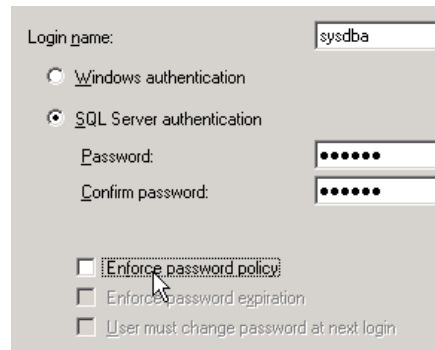 Login name: sysdba
Windows authentication
SQL Server authentication
Password: ●●●●●●
Confirm password: ●●●●●●
Enforce password policy
Enforce password expiration
User must change password at next login